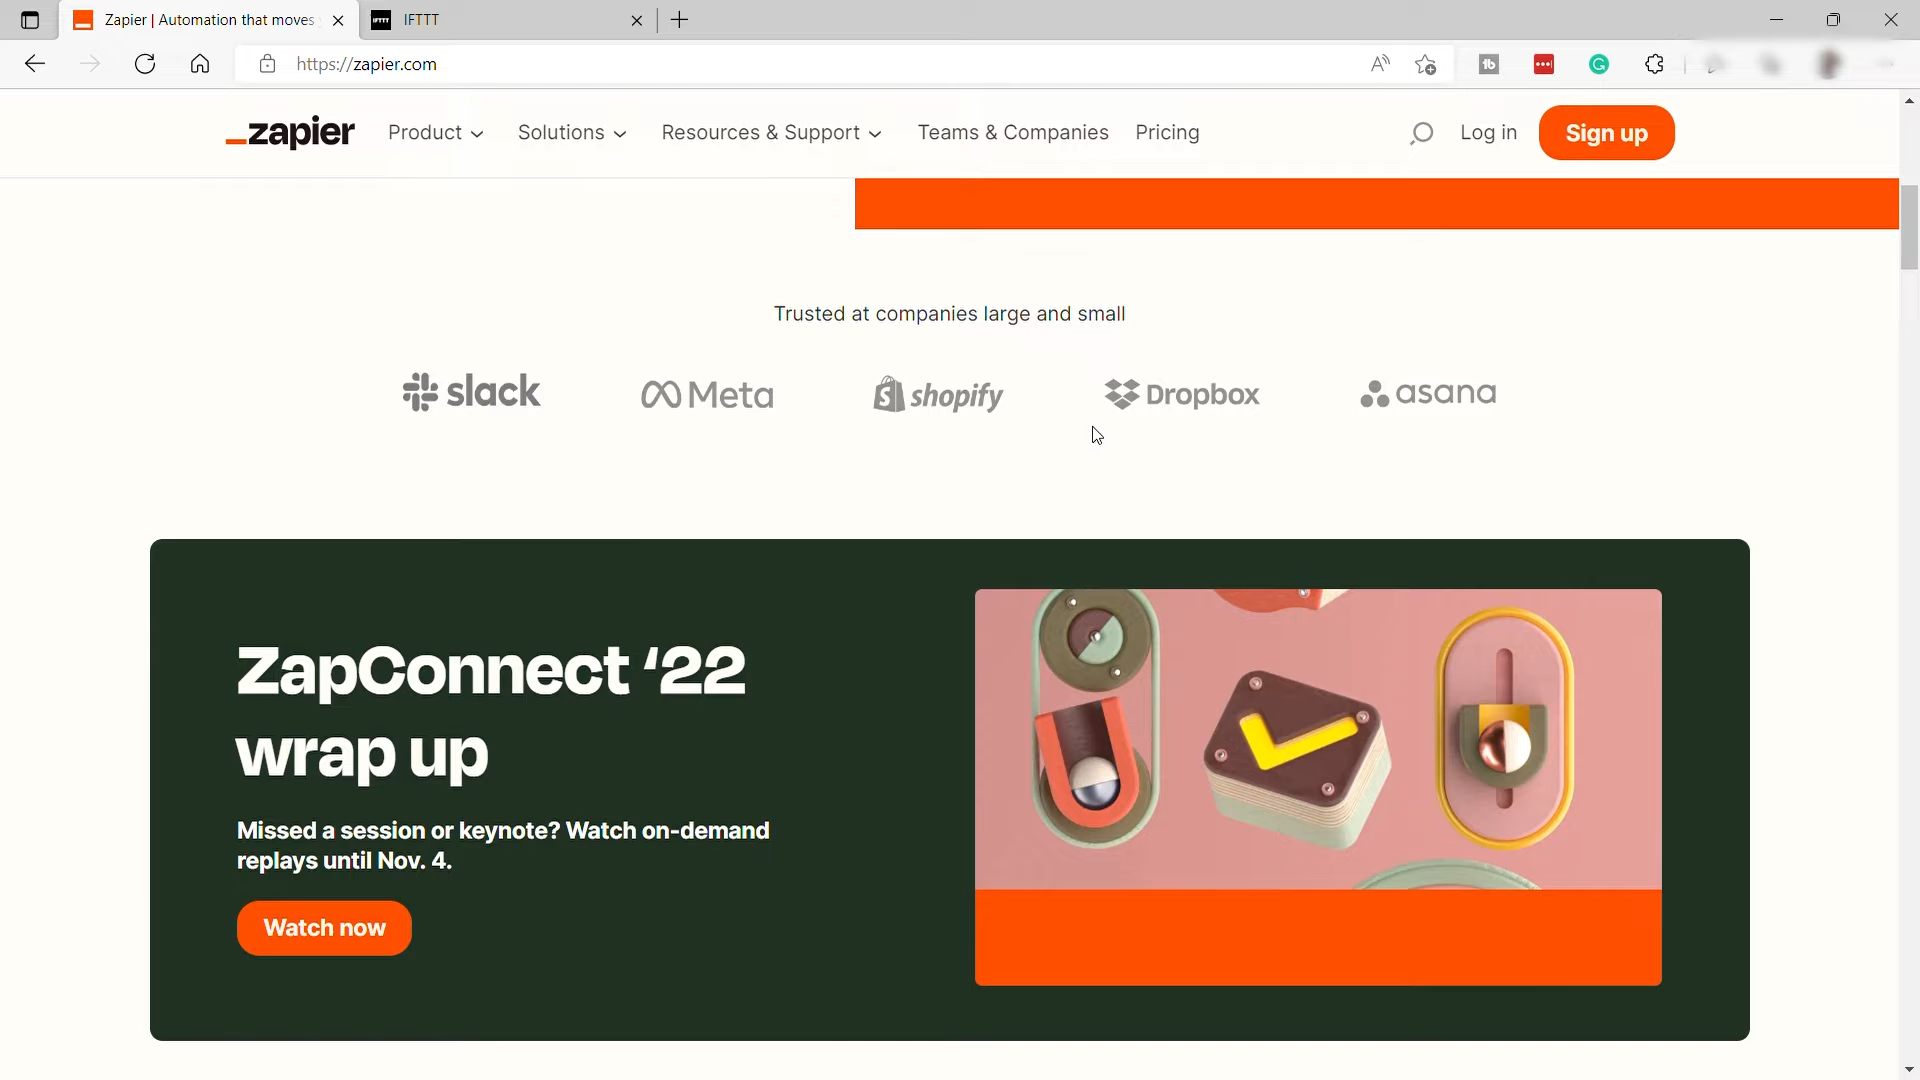 Zapier | Automation that moves
IFTTT
IFTTT
https://zapier.com
zapier
Product
Solutions
Resources & Support
Teams & Companies
Pricing
Log in
Sign up
Trusted at companies large and small
slack
Meta
shopify
Dropbox
asana
ZapConnect ‘22
wrap up
Missed a session or keynote? Watch on-demand
replays until Nov. 4.
Watch now